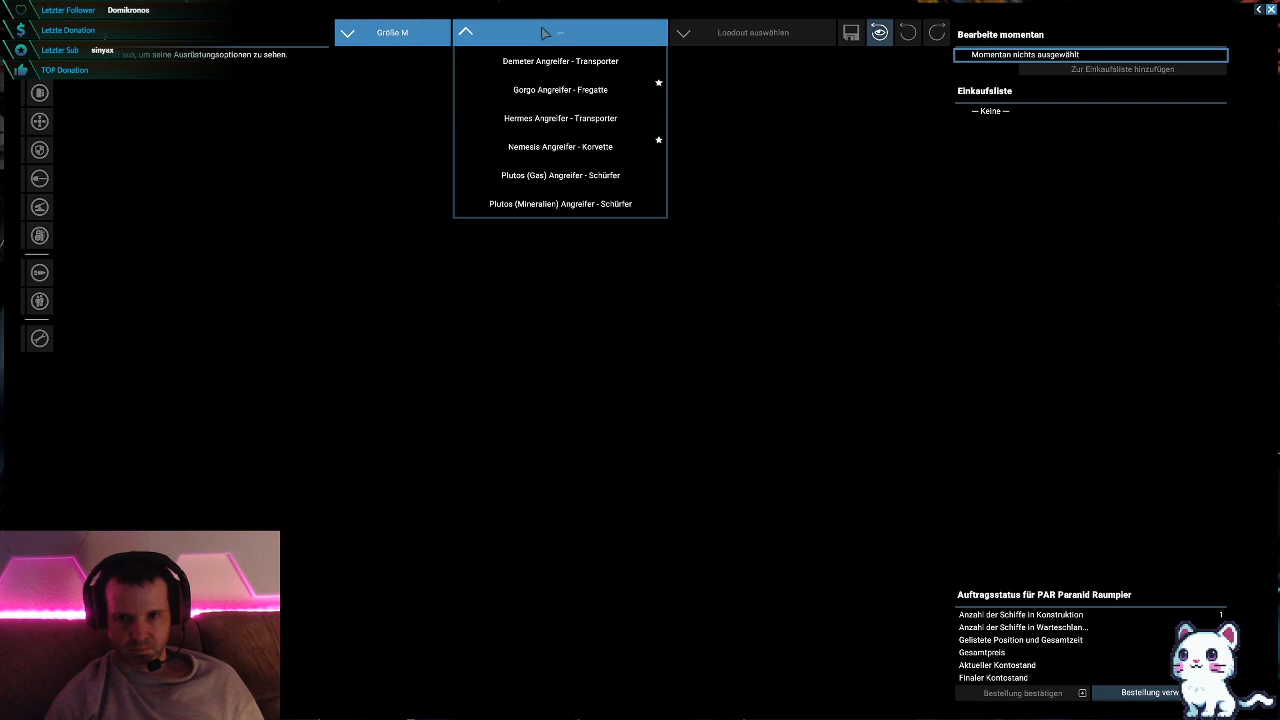 Letzter Follower Domikronos
Letzte Donation
Letzter Sub sinyax
t aus, um seine Ausrüstungsoptionen zu sehen.
TOP Donation
Größe M
--
Loadout auswählen
Demeter Angreifer - Transporter
Gorgo Angreifer - Fregatte
Hermes Angreifer - Transporter
Nemesis Angreifer - Korvette
Plutos (Gas) Angreifer - Schürfer
Plutos (Mineralien) Angreifer - Schürfer
Bearbeite momentan
Momentan nichts ausgewählt
Zur Einkaufsliste hinzufügen
Einkaufsliste
— Keine —
Auftragsstatus für PAR Paranid Raumpier
Anzahl der Schiffe in Konstruktion 1
Anzahl der Schiffe in Warteschlan...
Gelistete Position und Gesamtzeit
Gesamtpreis
Aktueller Kontostand
Finaler Kontostand
Bestellung bestätigen
Bestellung verw